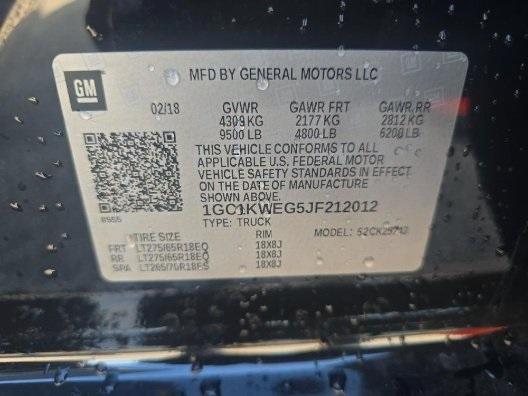 GM
MFD BY GENERAL MOTORS LLC
02/18 GVWR GAWR FRT GAWR RR
4309 KG 2177 KG 2812 KG
9500 LB 4800 LB 6200 LB
THIS VEHICLE CONFORMS TO ALL
APPLICABLE U.S. FEDERAL MOTOR
VEHICLE SAFETY STANDARDS IN EFFECT
ON THE DATE OF MANUFACTURE
SHOWN ABOVE.
1GC1KWEG5JF212012
TYPE: TRUCK
8955
MODEL:
TIRE SIZE RIM
FRT LT275/65R18EQ 18X8J
RR LT275/65R18EQ 18X8J
SPA LT265/70R18ES 18X8J